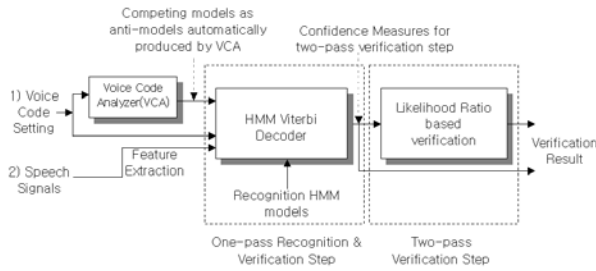 Competing models as
anti-models automatically
produced by VCA
Confidence Measures for
two-pass verification step
1) Voice
Code
Setting
Voice Code
Analyzer(VCA)
HMM Viterbi
Decoder
Likelihood Ratio
based
verification
Verification
Result
2) Speech
Signals
Feature
Extraction
Recognition HMM
models
One-pass Recognition &
Verification Step
Two-pass
Verification Step